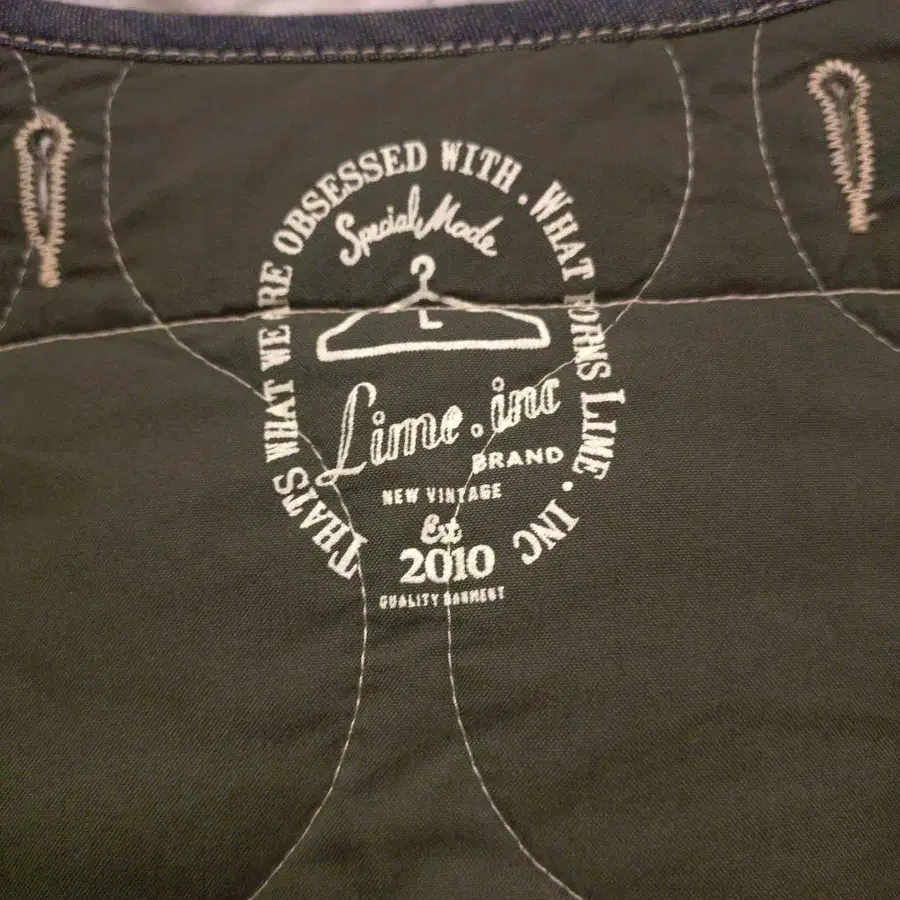 THATS WHAT WE ARE OBSESSED WITH . WHAT FORMS LIME . INC
Special Mode
L
Lime . inc
BRAND
NEW VINTAGE
Est
2010
QUALITY GARMENT